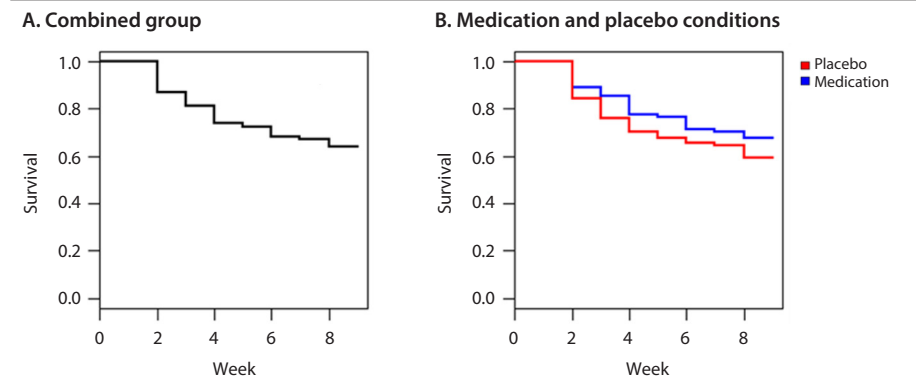 A. Combined group
1.0
0.8
0.6
0.4
0.2
0.0
Survival
0 2 4 6 8
Week
B. Medication and placebo conditions
1.0
0.8
0.6
0.4
0.2
0.0
Survival
0 2 4 6 8
Week
Placebo
Medication